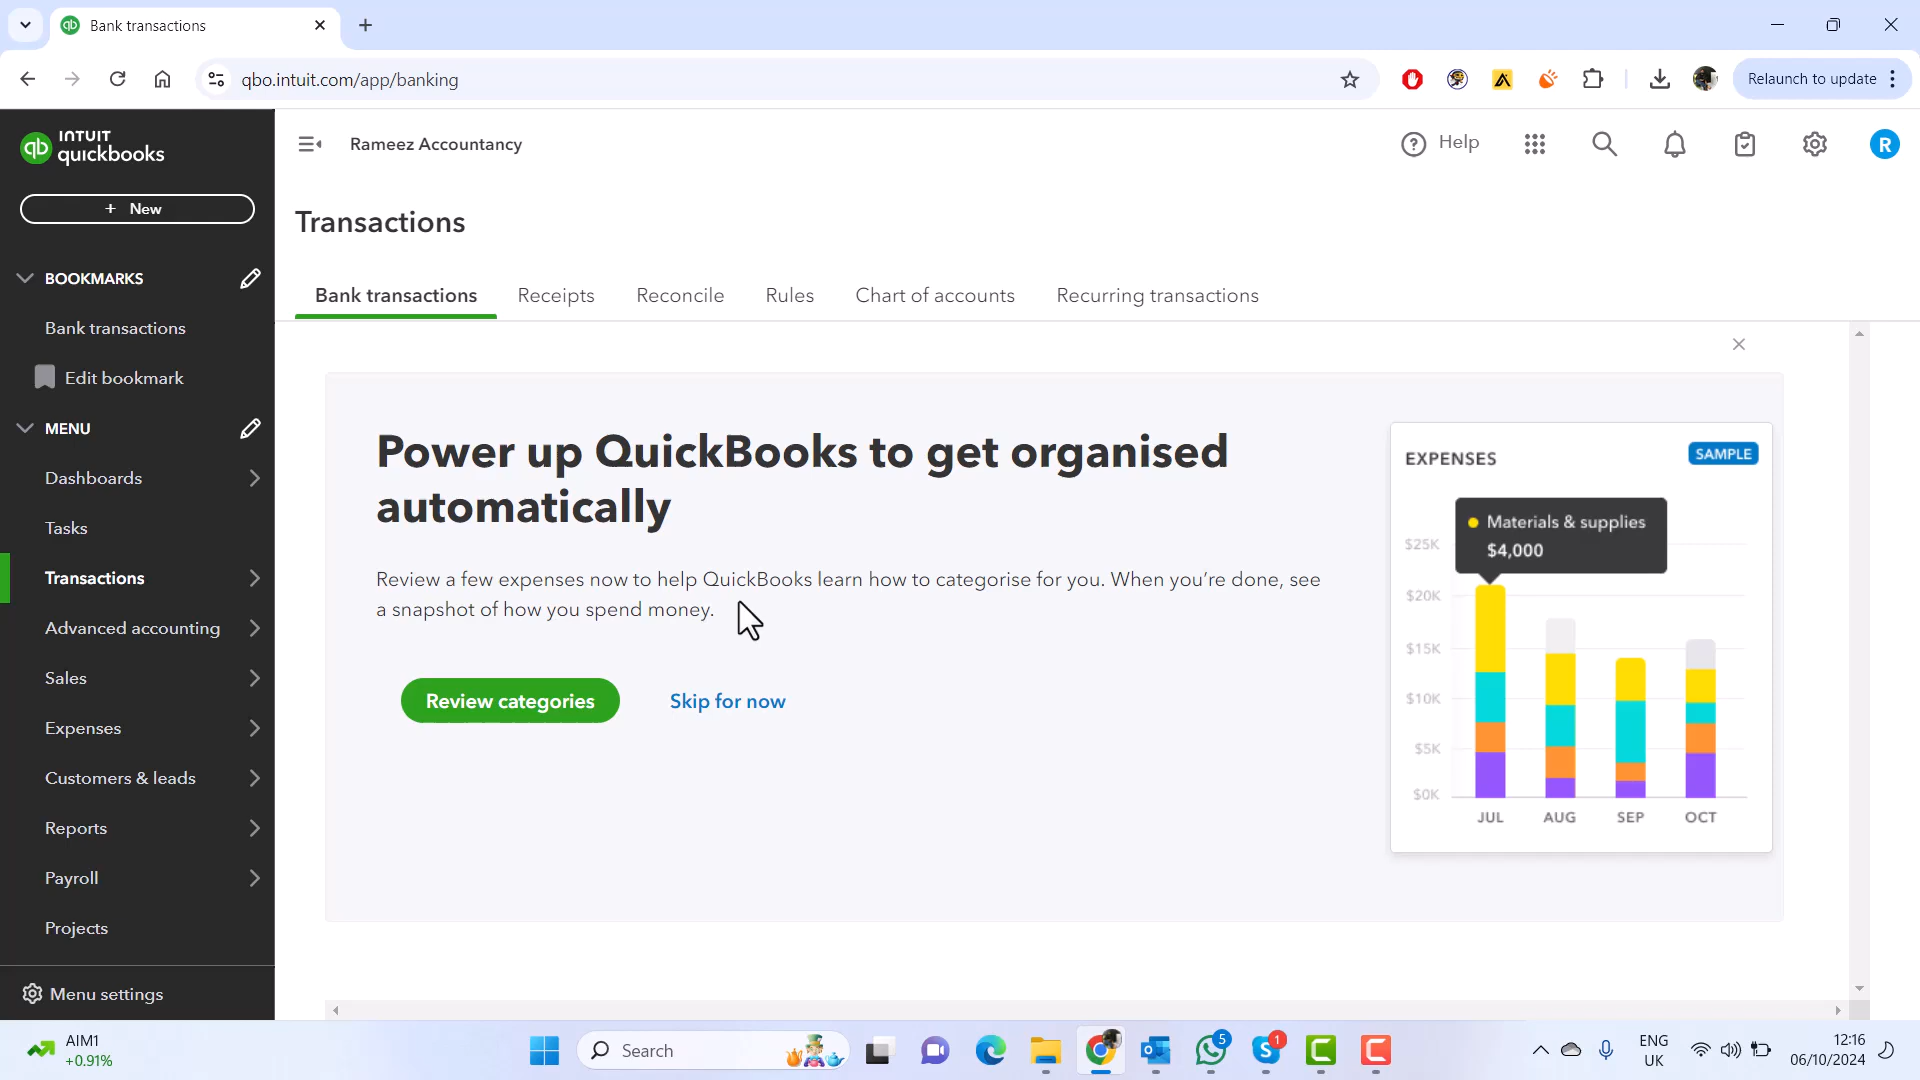 Bank transactions
qbo.intuit.com/app/banking
Relaunch to update
INTUIT
quickbooks
+ New
BOOKMARKS
Bank transactions
Edit bookmark
MENU
Dashboards
Tasks
Transactions
Advanced accounting
Sales
Expenses
Customers & leads
Reports
Payroll
Projects
Menu settings
Rameez Accountancy
Help
R
Transactions
Bank transactions
Receipts
Reconcile
Rules
Chart of accounts
Recurring transactions
Power up QuickBooks to get organised
automatically
Review a few expenses now to help QuickBooks learn how to categorise for you. When you're done, see
a snapshot of how you spend money.
Review categories
Skip for now
EXPENSES
SAMPLE
Materials & supplies
$4,000
$25K
$20K
$15K
$10K
$5K
$0K
JUL
AUG
SEP
OCT
AIM1
+0.91%
Search
5
1
ENG
UK
12:16
06/10/2024